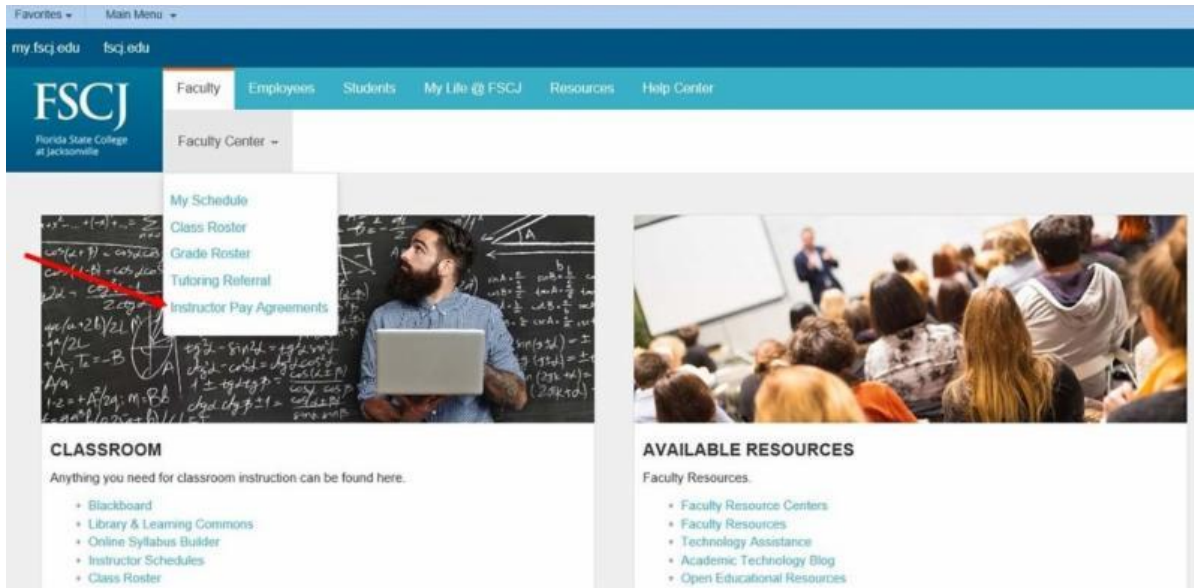 Favorites Main Menu
my.fscj.edu fscj.edu
FSCJ
Florida State College
at Jacksonville
Faculty Employees Students My Life @ FSCJ Resources Help Center
Faculty Center
My Schedule
Class Roster
Grade Roster
Tutoring Referral
Instructor Pay Agreements
CLASSROOM
Anything you need for classroom instruction can be found here.
Blackboard
Library & Learning Commons
Online Syllabus Builder
Instructor Schedules
Class Roster
AVAILABLE RESOURCES
Faculty Resources.
Faculty Resource Centers
Faculty Resources
Technology Assistance
Academic Technology Blog
Open Educational Resources